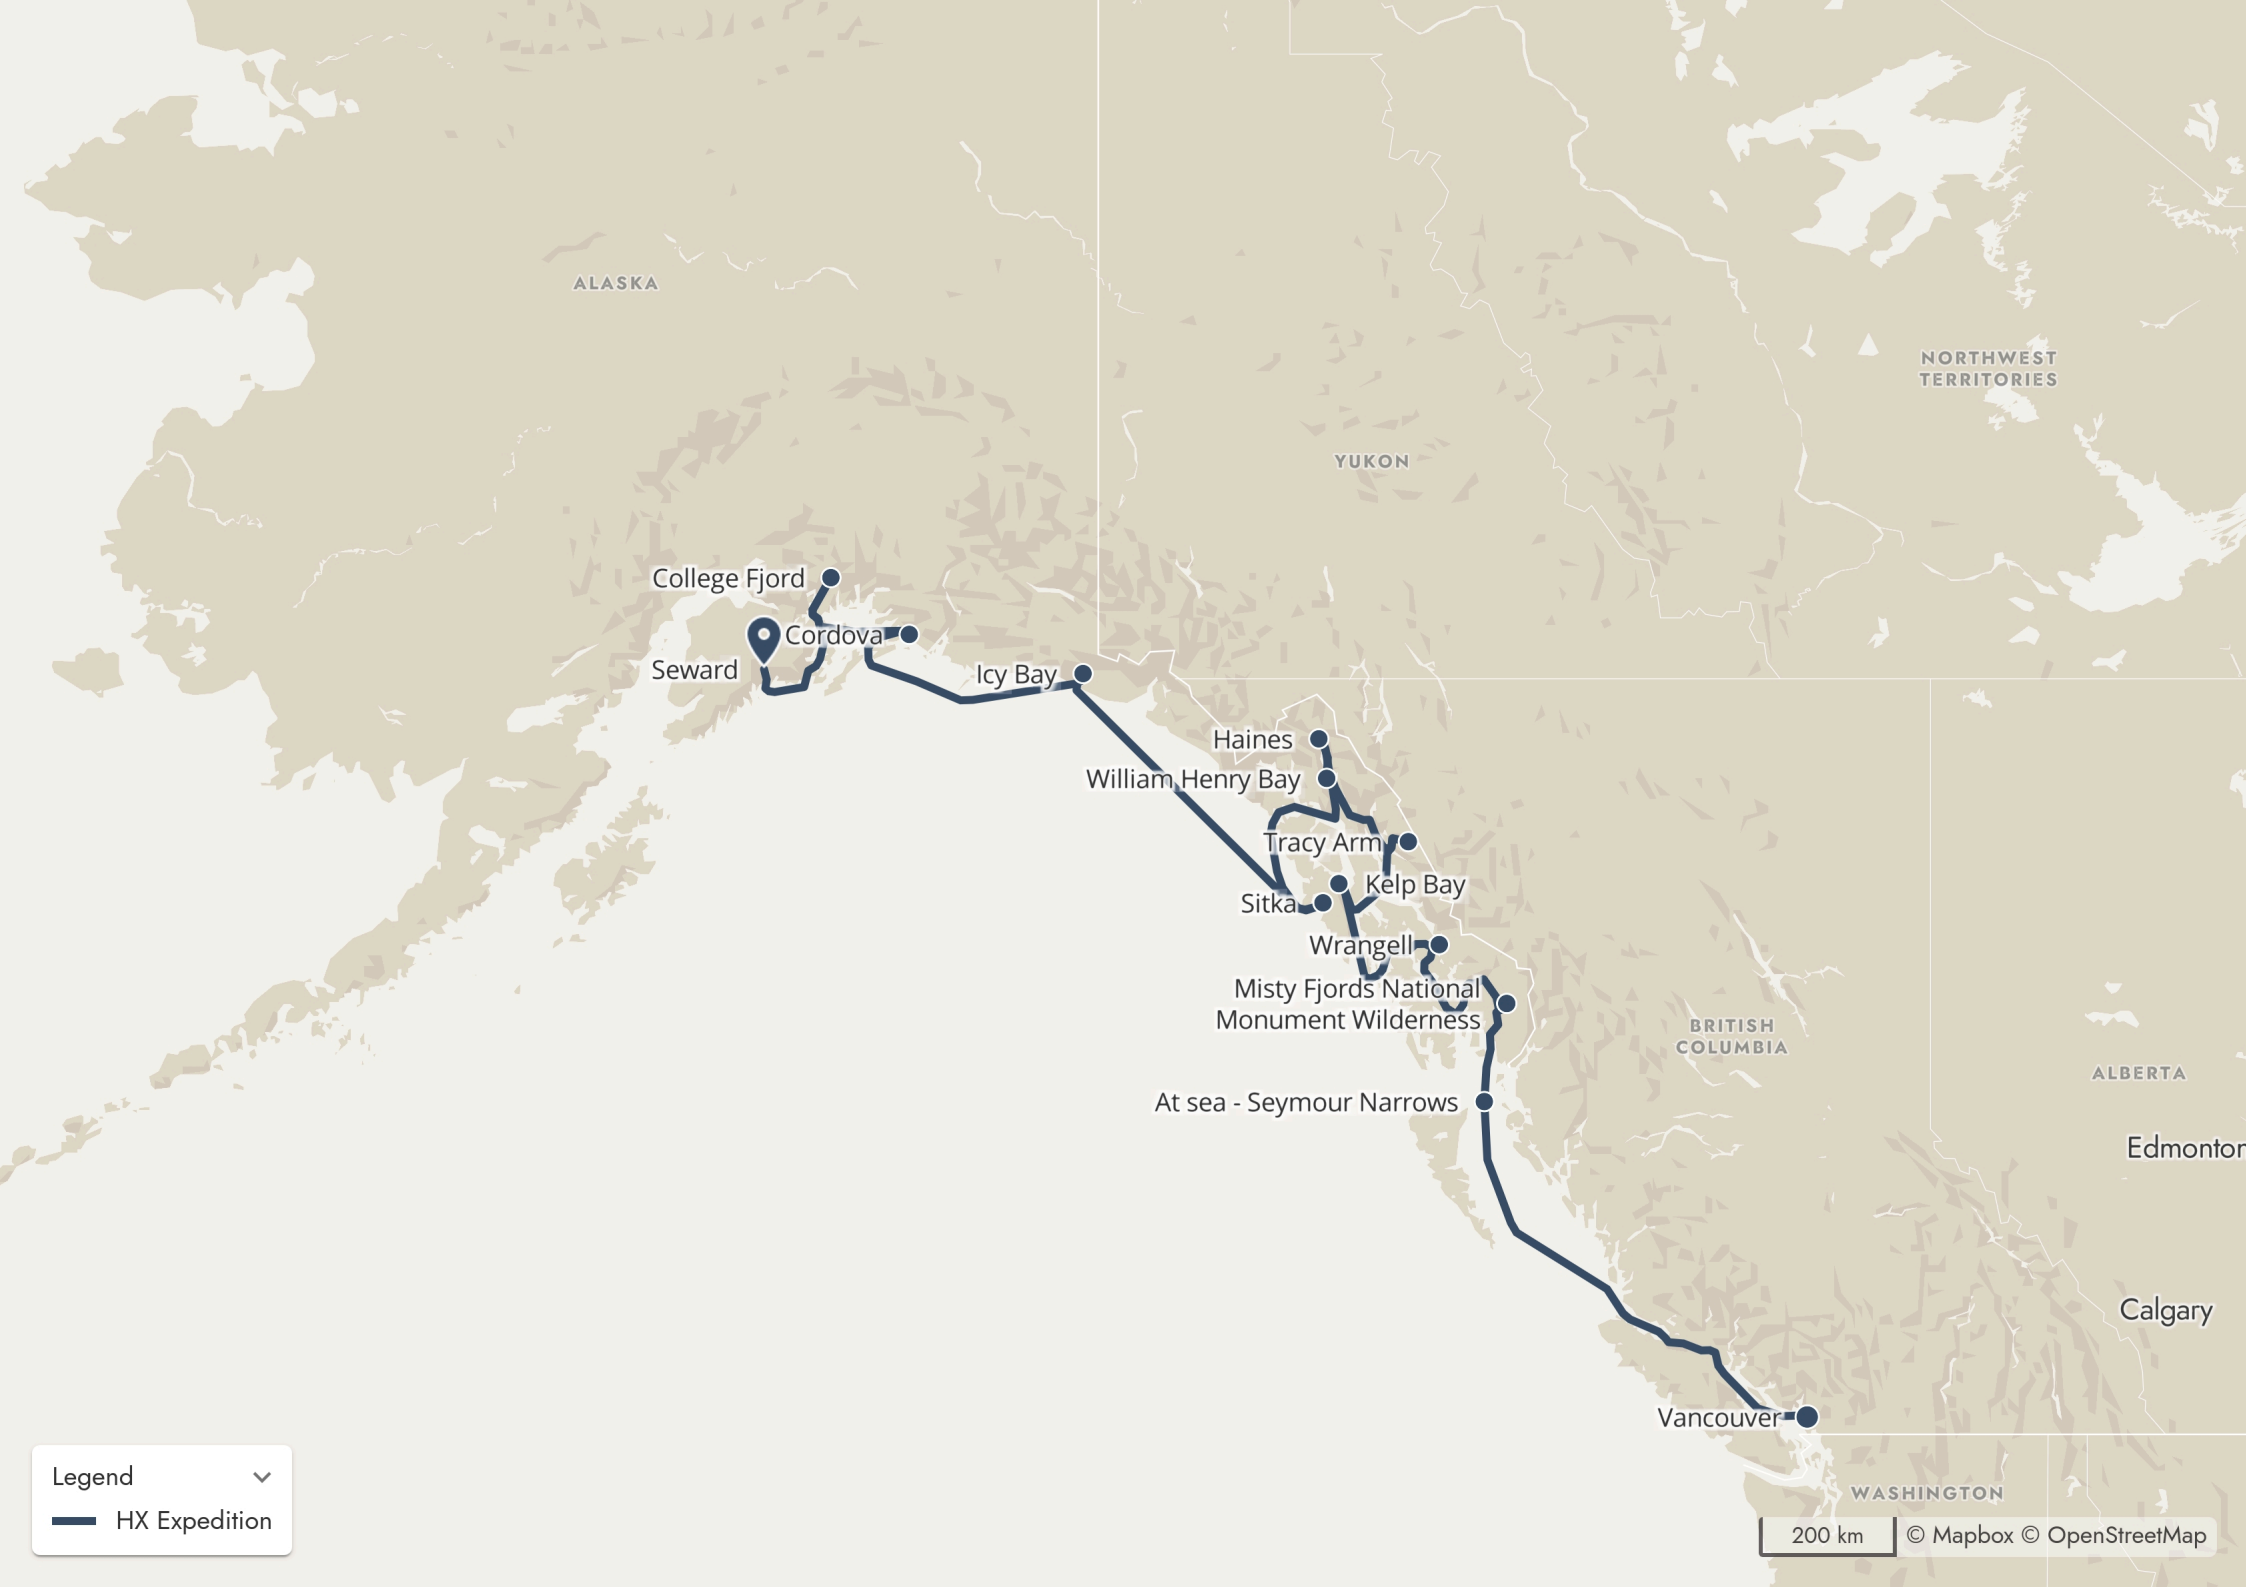 ALASKA
NORTHWEST
TERRITORIES
YUKON
College Fjord
Cordova
Seward
Icy Bay
Haines
William Henry Bay
Tracy Arm
Kelp Bay
Sitka
Wrangell
Misty Fjords National
Monument Wilderness
BRITISH
COLUMBIA
ALBERTA
At sea - Seymour Narrows
Edmonton
Calgary
Vancouver
WASHINGTON
Legend
HX Expedition
200 km
© Mapbox © OpenStreetMap